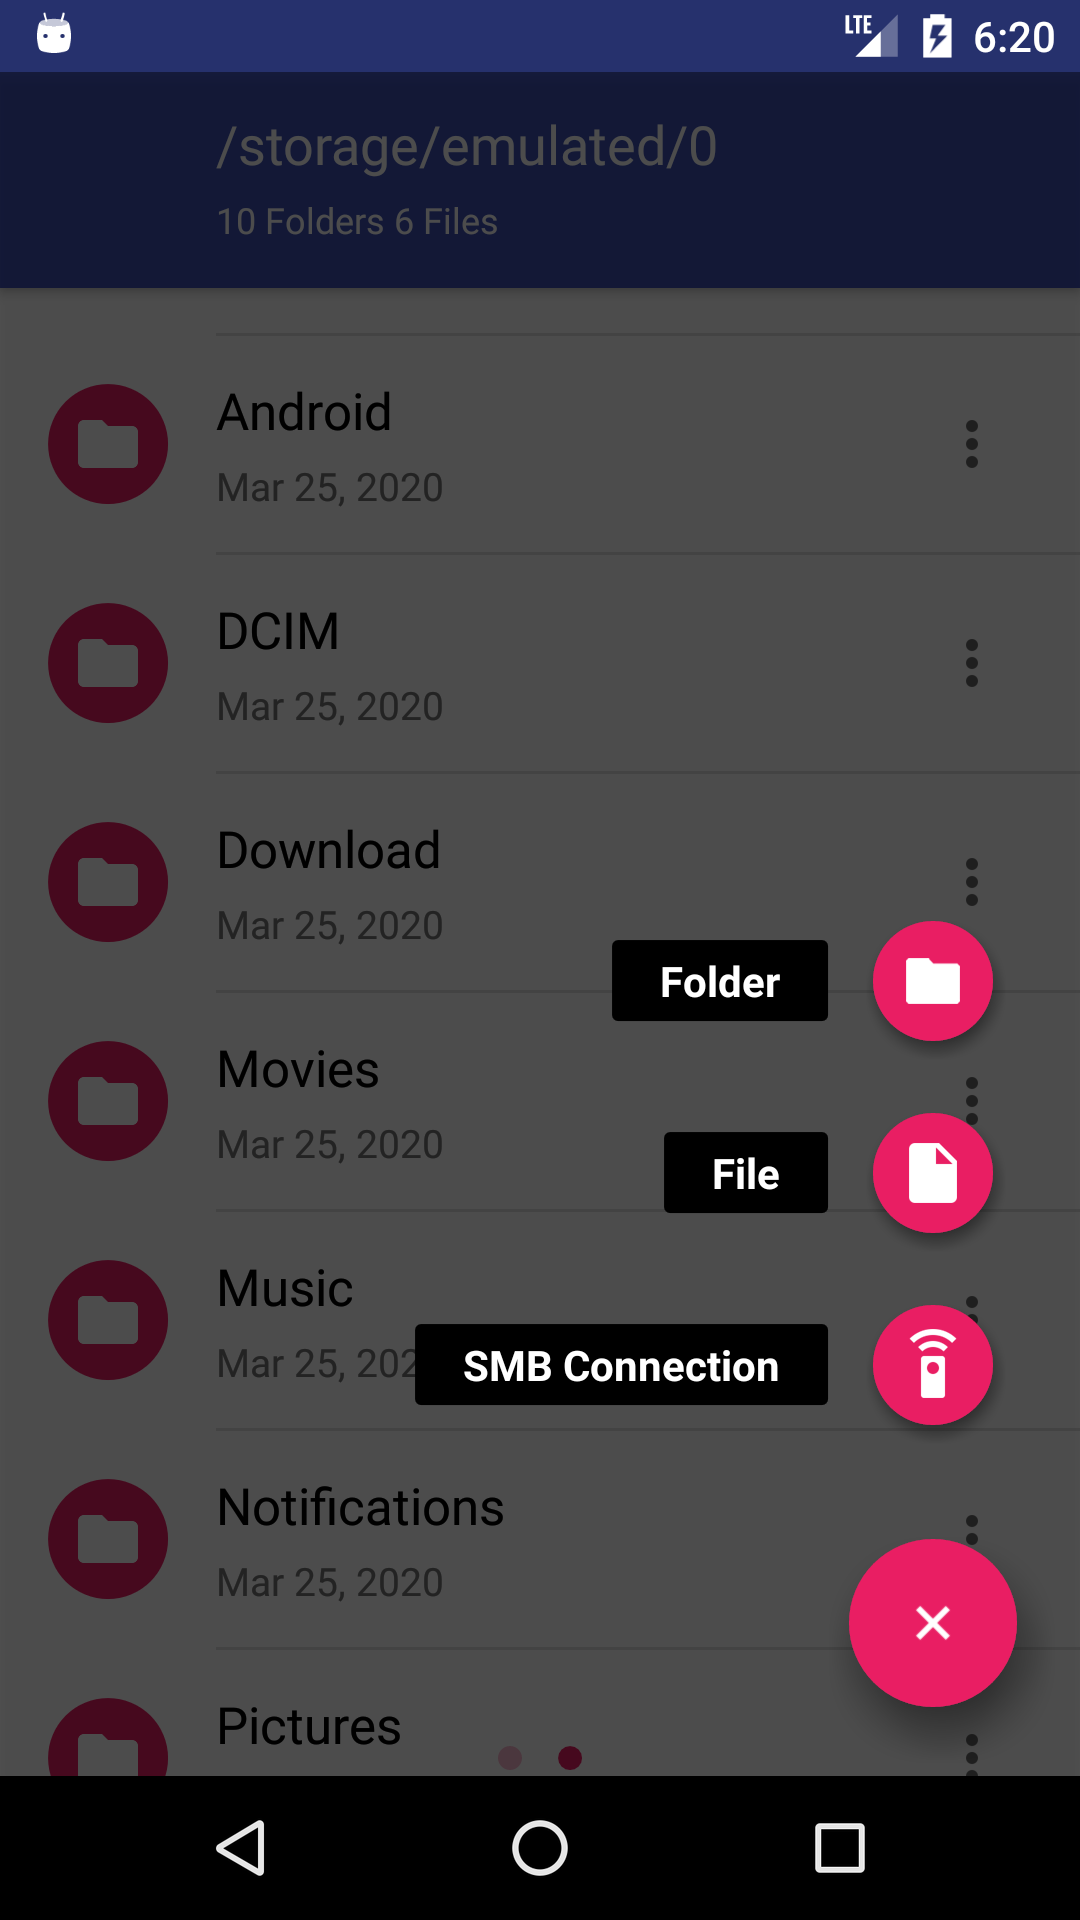 LTE 6:20
/storage/emulated/0
10 Folders 6 Files
Android
Mar 25, 2020
DCIM
Mar 25, 2020
Download
Mar 25, 2020
Folder
Movies
Mar 25, 2020
File
Music
Mar 25, 202
SMB Connection
Notifications
Mar 25, 2020
Pictures